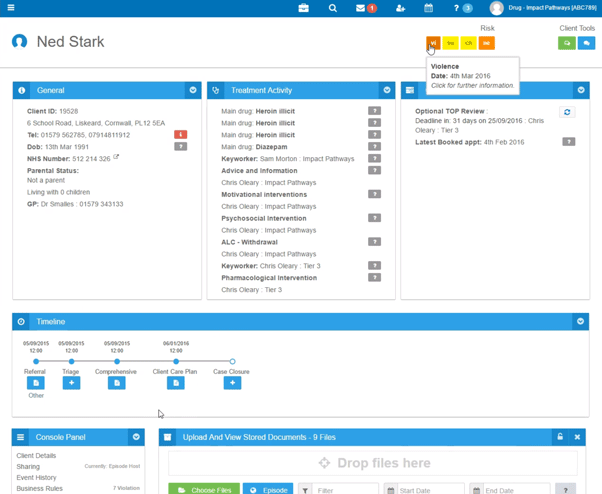 1
?
3
Drug - Impact Pathways [ABC789]
Ned Stark
Risk
Client Tools
vi
Violence
Date: 4th Mar 2016
Click for further information.
General
Client ID: 19528
6 School Road, Liskeard, Cornwall, PL12 5EA
Tel: 01579 562785, 07914811912
Dob: 13th Mar 1991
?
NHS Number: 512 214 326
Parental Status:
Not a parent
Living with 0 children
GP: Dr Smalles : 01579 343133
Treatment Activity
Main drug: Heroin illicit
?
Main drug: Heroin illicit
?
Main drug: Heroin illicit
?
Main drug: Diazepam
?
Keyworker: Sam Morton : Impact Pathways
?
Advice and Information
?
Chris Oleary : Impact Pathways
Motivational interventions
?
Chris Oleary : Impact Pathways
Psychosocial Intervention
?
Chris Oleary : Impact Pathways
ALC - Withdrawal
?
Chris Oleary : Impact Pathways
Keyworker: Chris Oleary : Tier 3
?
Pharmacological Intervention
?
Chris Oleary : Tier 3
Optional TOP Review :
Deadline in: 31 days on 25/09/2016 : Chris
Oleary : Tier 3
Latest Booked appt: 4th Feb 2016
?
Timeline
05/09/2015
12:00
05/09/2015
12:00
05/09/2015
12:00
06/01/2016
12:00
Referral
Triage
Comprehensive
Client Care Plan
Case Closure
Other
Console Panel
Client Details
Sharing
Currently Episode Host
Event History
Business Rules
7 Violation
Upload And View Stored Documents - 9 Files
Drop files here
Choose Files
Episode
Filter
Start Date
End Date
?